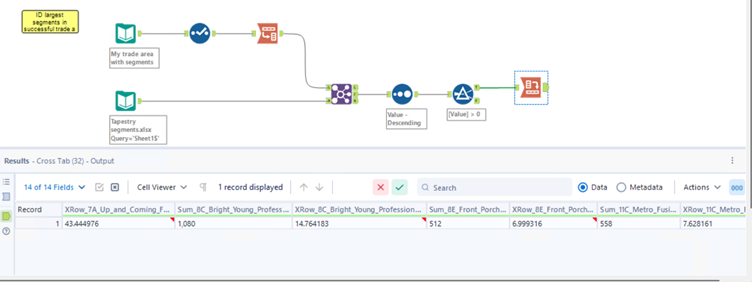 ID largest
segments in
successful trade a
My trade area
with segments
Tapestry
segments.xlsx
Query=`Sheet1$`
Value -
Descending
[Value] > 0
Results - Cross Tab (32) - Output
14 of 14 Fields
Cell Viewer
1 record displayed
Search
Data
Metadata
Actions
000
Record XRow_7A_Up_and_Coming_F... Sum_8C_Bright_Young_Profess... XRow_8C_Bright_Young_Profession... Sum_8E_Front_Porch... XRow_8E_Front_Porc... Sum_11C_Metro_Fusi... XRow_11C_Metro_
1 43.444976 1,080 14.764183 512 6.999316 558 7.628161